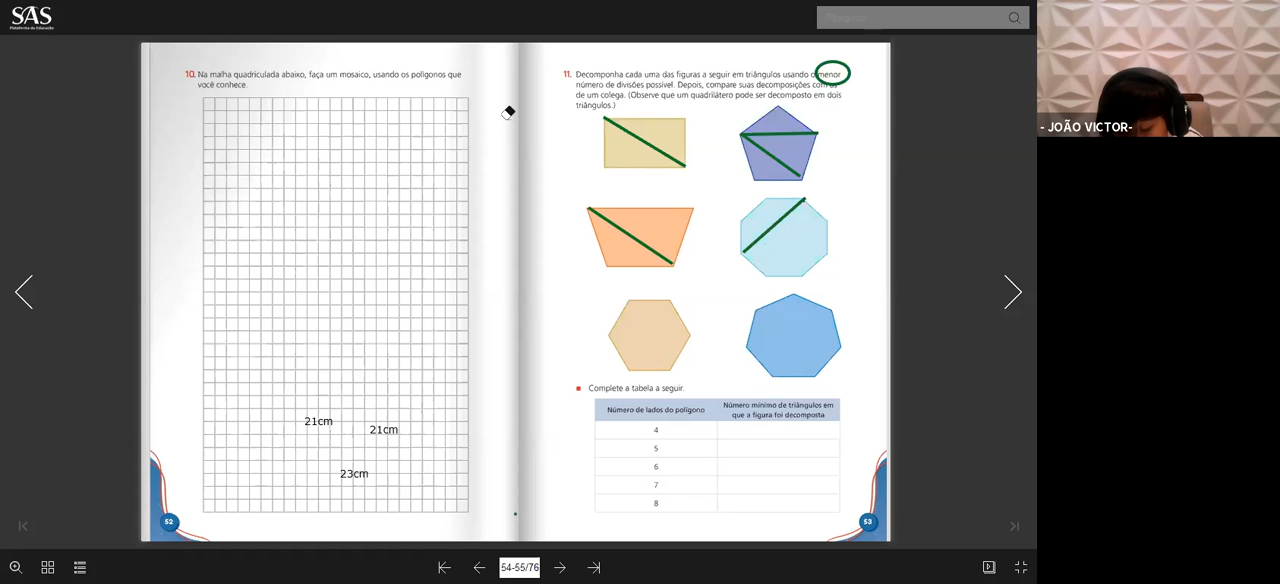 SAS
Plataforma de Educação
Pesquisar
- JOÃO VICTOR-
10. Na malha quadriculada abaixo, faça um mosaico, usando os polígonos que
você conhece.
21cm
21cm
23cm
52
11. Decomponha cada uma das figuras a seguir em triângulos usando o menor
número de divisões possível. Depois, compare suas decomposições com as
de um colega. (Observe que um quadrilátero pode ser decomposto em dois
triângulos.)
Complete a tabela a seguir.
Número de lados do polígono
Número mínimo de triângulos em
que a figura foi decomposta
4
5
6
7
8
53
54-55/76